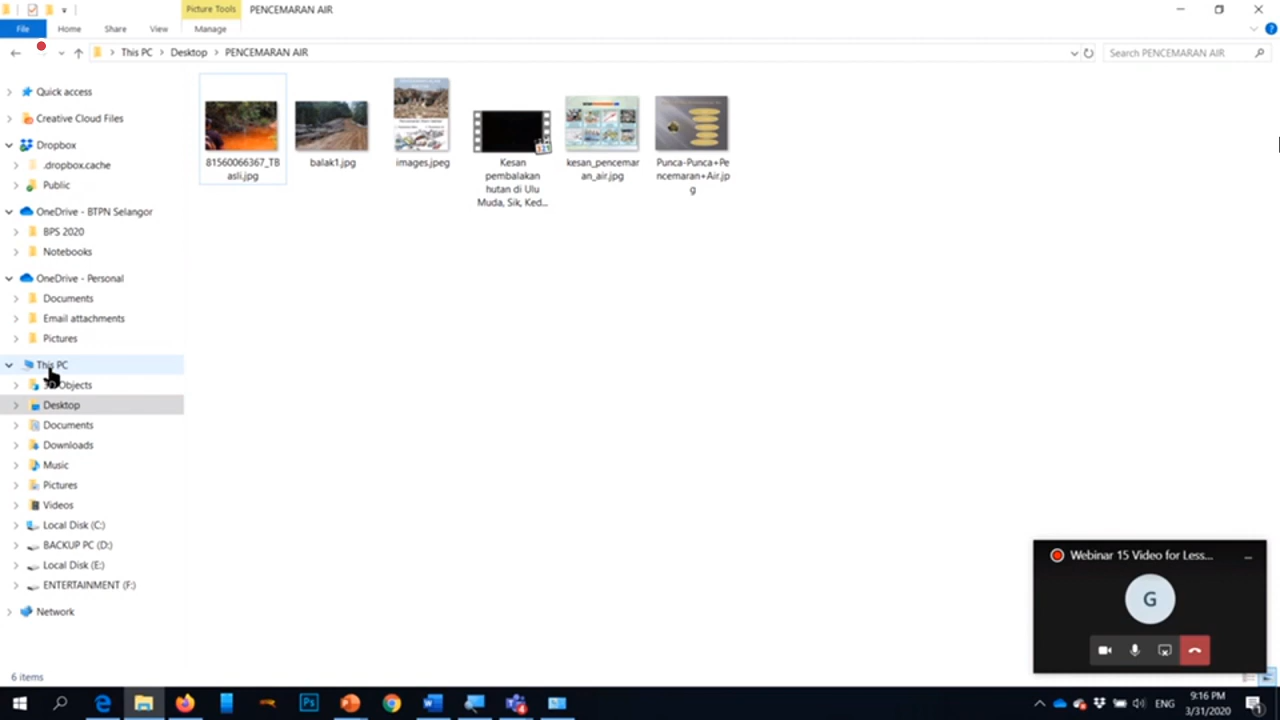 Picture Tools
PENCEMARAN AIR
File
Home
Share
View
Manage
This PC
Desktop
PENCEMARAN AIR
Search PENCEMARAN AIR
Quick access
Creative Cloud Files
Dropbox
.dropbox.cache
Public
OneDrive - BTPN Selangor
BPS 2020
Notebooks
OneDrive - Personal
Documents
Email attachments
Pictures
This PC
3D Objects
Desktop
Documents
Downloads
Music
Pictures
Videos
Local Disk (C:)
BACKUP PC (D:)
Local Disk (E:)
ENTERTAINMENT (F:)
Network
81560066367_TB
asli.jpg
balak1.jpg
images.jpeg
Kesan
pembalakan
hutan di Ulu
Muda, Sik, Ked...
kesan_pencemar
an_air.jpg
Punca-Punca+Pe
ncemaran+Air.jp
g
Webinar 15 Video for Less...
G
6 items
Ps
ENG
9:16 PM
3/31/2020